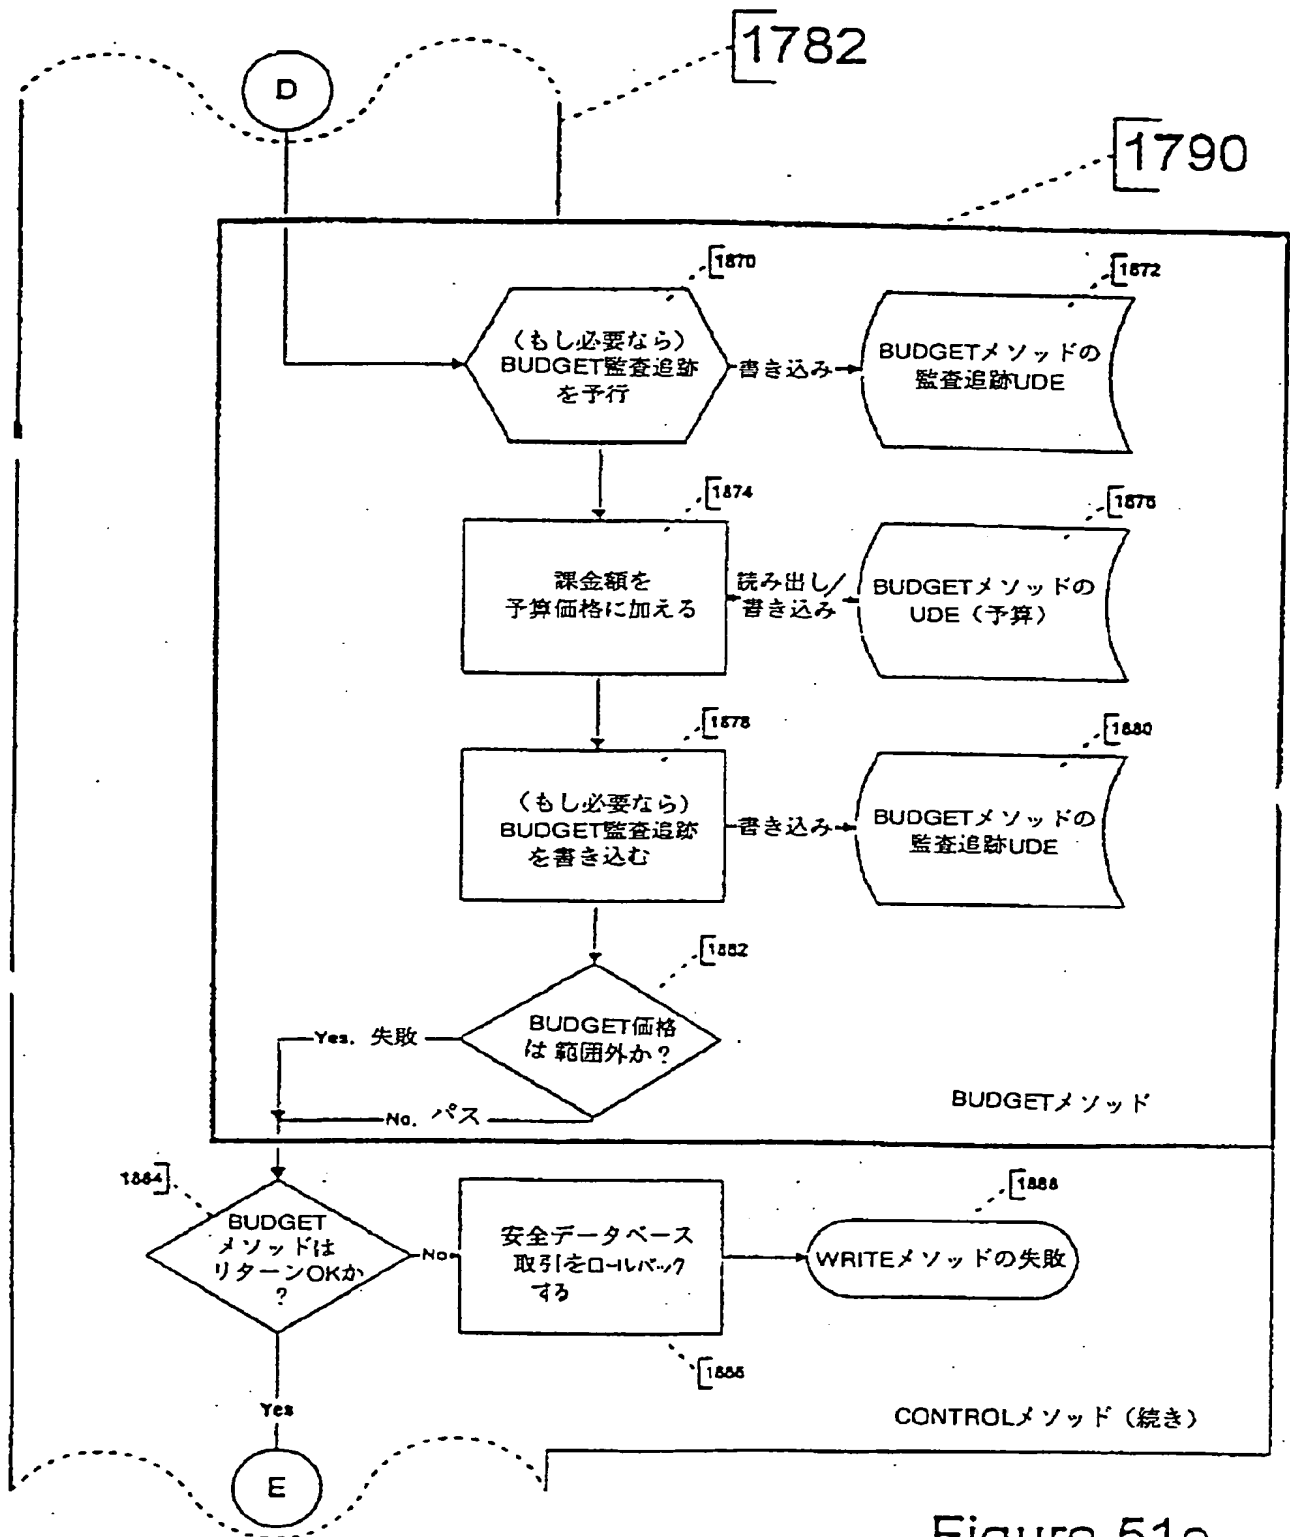 1782
D
1790
1870
1872
(もし必要なら)
BUDGET監査追跡
を予行
書き込み
BUDGETメソッドの
監査追跡UDE
1874
課金額を
予算価格に加える
読み出し/
書き込み
BUDGETメソッドの
UDE(予算)
1878
1880
(もし必要なら)
BUDGET監査追跡
を書き込む
書き込み
BUDGETメソッドの
監査追跡UDE
1882
BUDGET価格
は 範囲外か?
Yes, 失敗
No, パス
BUDGETメソッド
1884
BUDGET
メソッドは
リターンOKか
?
No
安全データベース
取引をロールバック
する
1888
WRITEメソッドの失敗
Yes
CONTROLメソッド(続き)
E